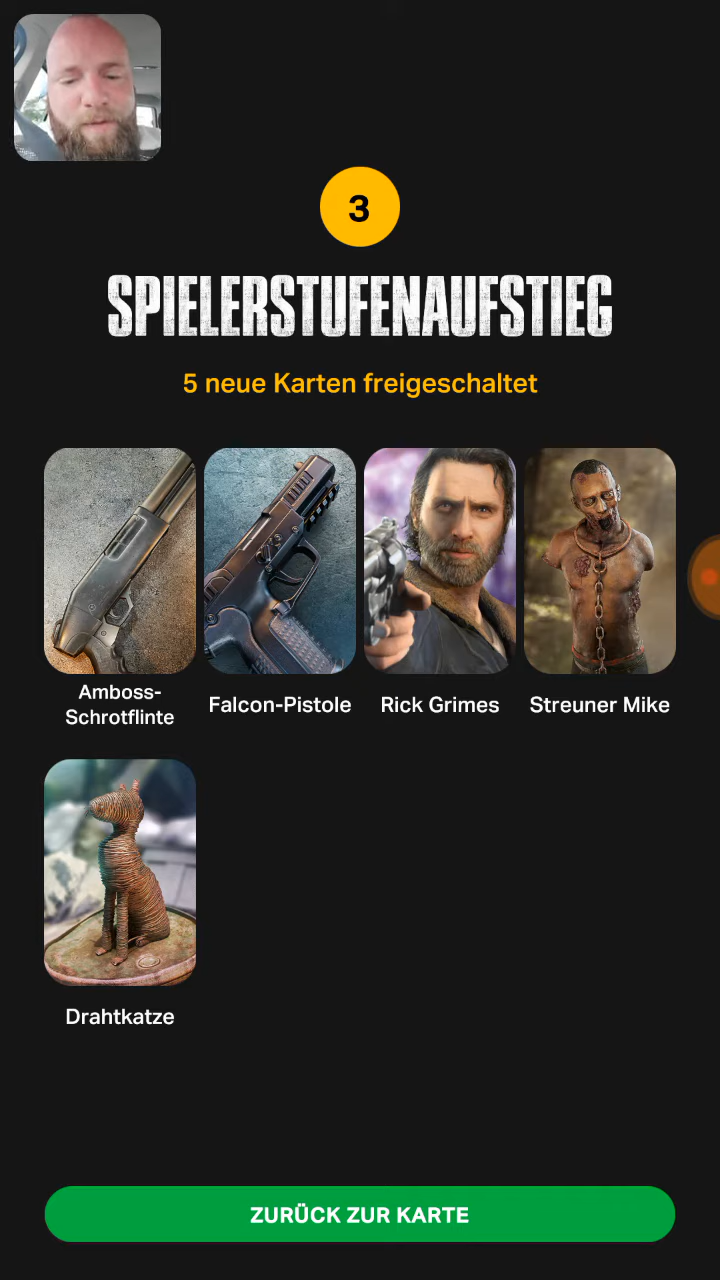 3
SPIELERSTUFENAUFSTIEG
5 neue Karten freigeschaltet
Amboss-
Schrotflinte
Falcon-Pistole
Rick Grimes
Streuner Mike
Drahtkatze
ZURÜCK ZUR KARTE